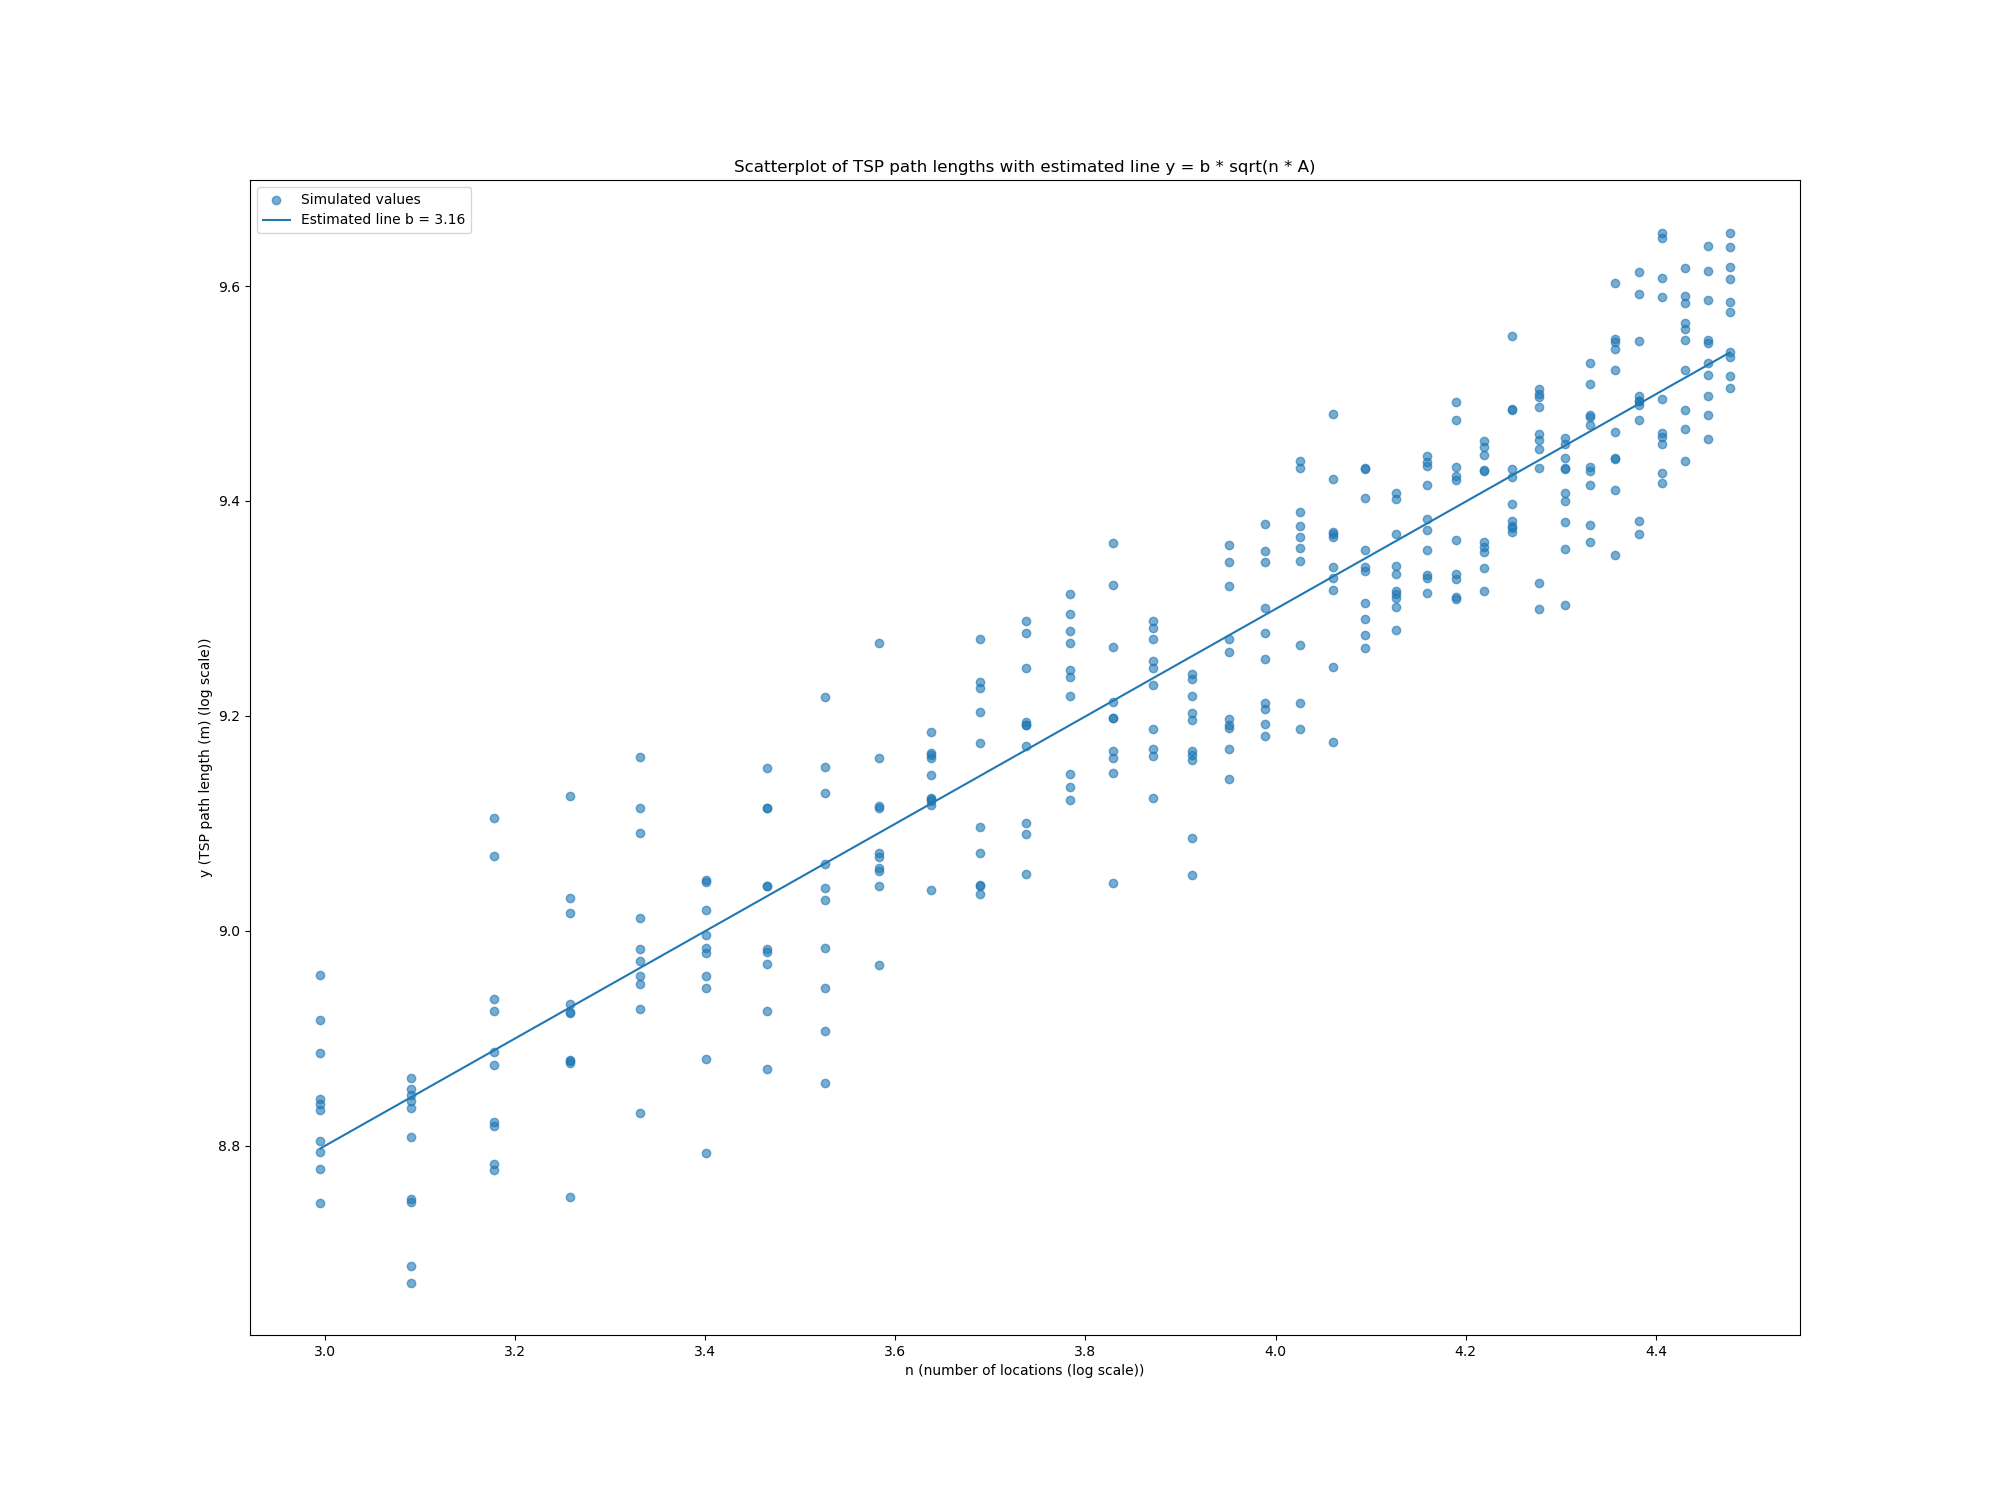 Scatterplot of TSP path lengths with estimated line y = b * sqrt(n * A)
Simulated values
Estimated line b = 3.16
y (TSP path length (m) (log scale))
9.6
9.4
9.2
9.0
8.8
3.0 3.2 3.4 3.6 3.8 4.0 4.2 4.4
n (number of locations (log scale))